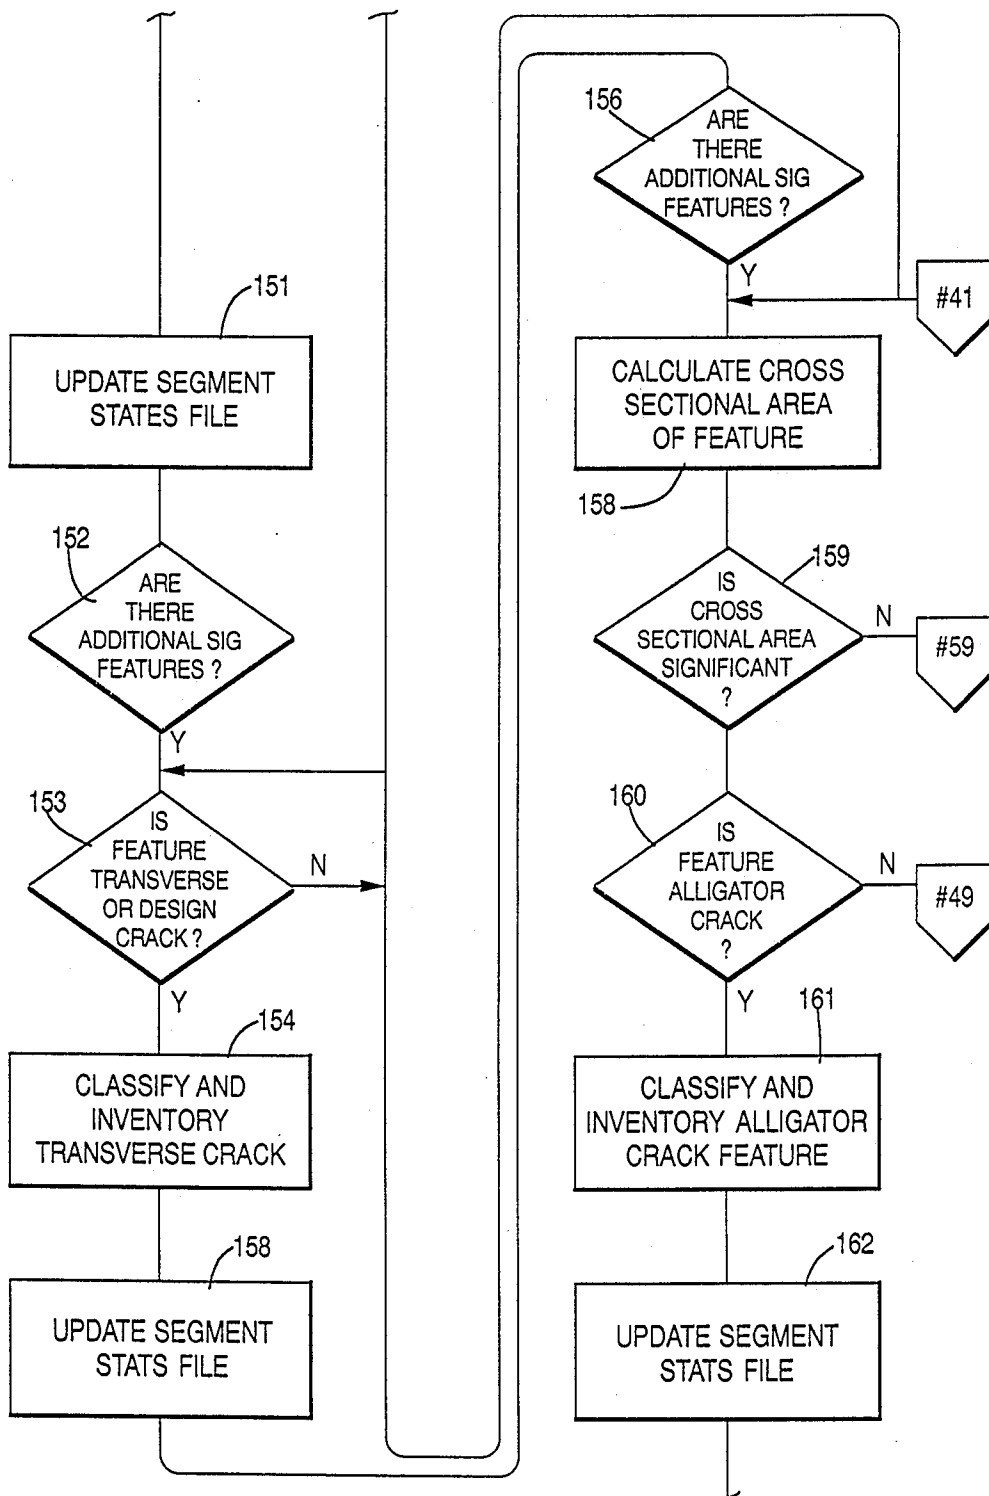 151
UPDATE SEGMENT
STATES FILE
152
ARE
THERE
ADDITIONAL SIG
FEATURES ?
Y
153
IS
FEATURE
TRANSVERSE
OR DESIGN
CRACK ?
N
Y
154
CLASSIFY AND
INVENTORY
TRANSVERSE CRACK
158
UPDATE SEGMENT
STATS FILE
156
ARE
THERE
ADDITIONAL SIG
FEATURES ?
Y
#41
CALCULATE CROSS
SECTIONAL AREA
OF FEATURE
158
159
IS
CROSS
SECTIONAL AREA
SIGNIFICANT
?
N
#59
160
IS
FEATURE
ALLIGATOR
CRACK
?
N
#49
Y
161
CLASSIFY AND
INVENTORY ALLIGATOR
CRACK FEATURE
162
UPDATE SEGMENT
STATS FILE